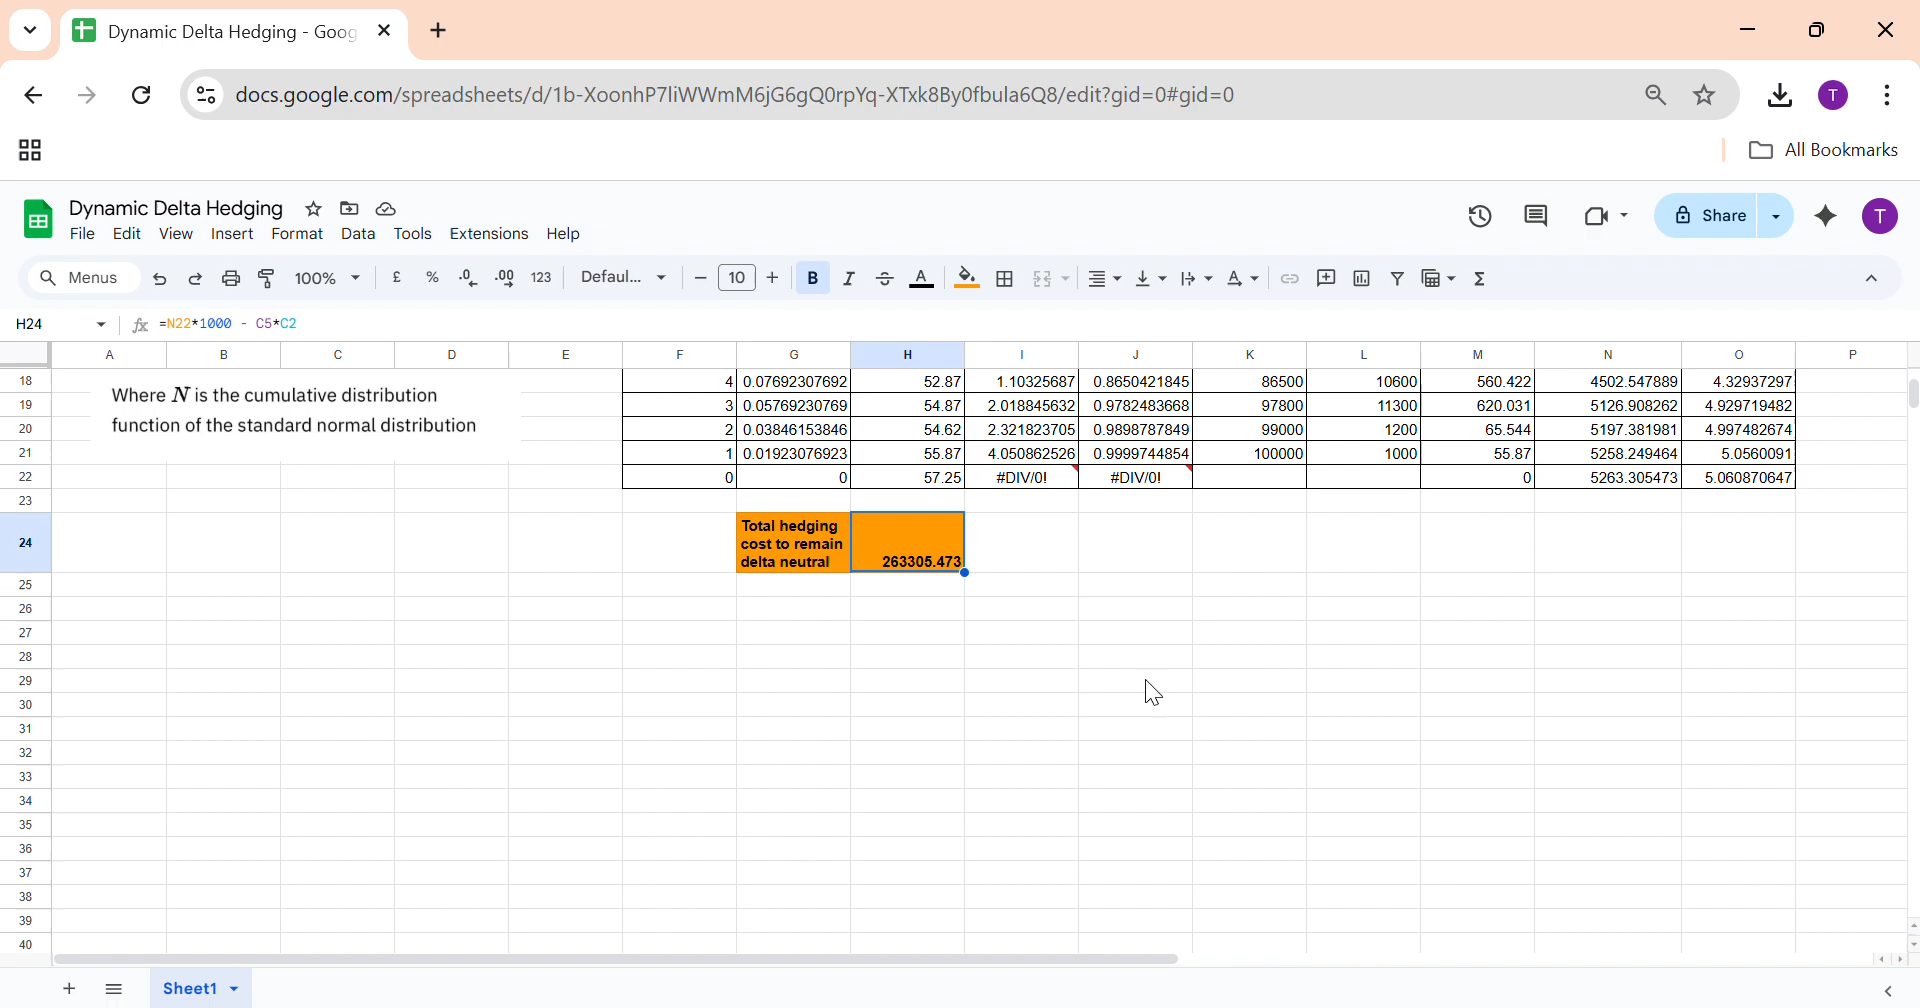 Dynamic Delta Hedging - Goog
docs.google.com/spreadsheets/d/1b-XoonhP7liWWmM6jG6gQ0rpYq-XTxk8By0fbula6Q8/edit?gid=0#gid=0
T
All Bookmarks
Dynamic Delta Hedging
File Edit View Insert Format Data Tools Extensions Help
Share
T
Menus 100% £ % .0 .00 123 Defaul... 10 B I A
H24 fx =N22*1000 - C5*C2
A B C D E F G H I J K L M N O P
18 4 0.07692307692 52.87 1.10325687 0.8650421845 86500 10600 560.422 4502.547889 4.32937297
19 3 0.05769230769 54.87 2.018845632 0.9782483668 97800 11300 620.031 5126.908262 4.929719482
20 2 0.03846153846 54.62 2.321823705 0.9898787849 99000 1200 65.544 5197.381981 4.997482674
21 1 0.01923076923 55.87 4.050862526 0.9999744854 100000 1000 55.87 5258.249464 5.0560091
22 0 0 57.25 #DIV/0! #DIV/0! 0 5263.305473 5.060870647
Where N is the cumulative distribution
function of the standard normal distribution
23
24
Total hedging
cost to remain
delta neutral
263305.473
25
26
27
28
29
30
31
32
33
34
35
36
37
38
39
40
Sheet1